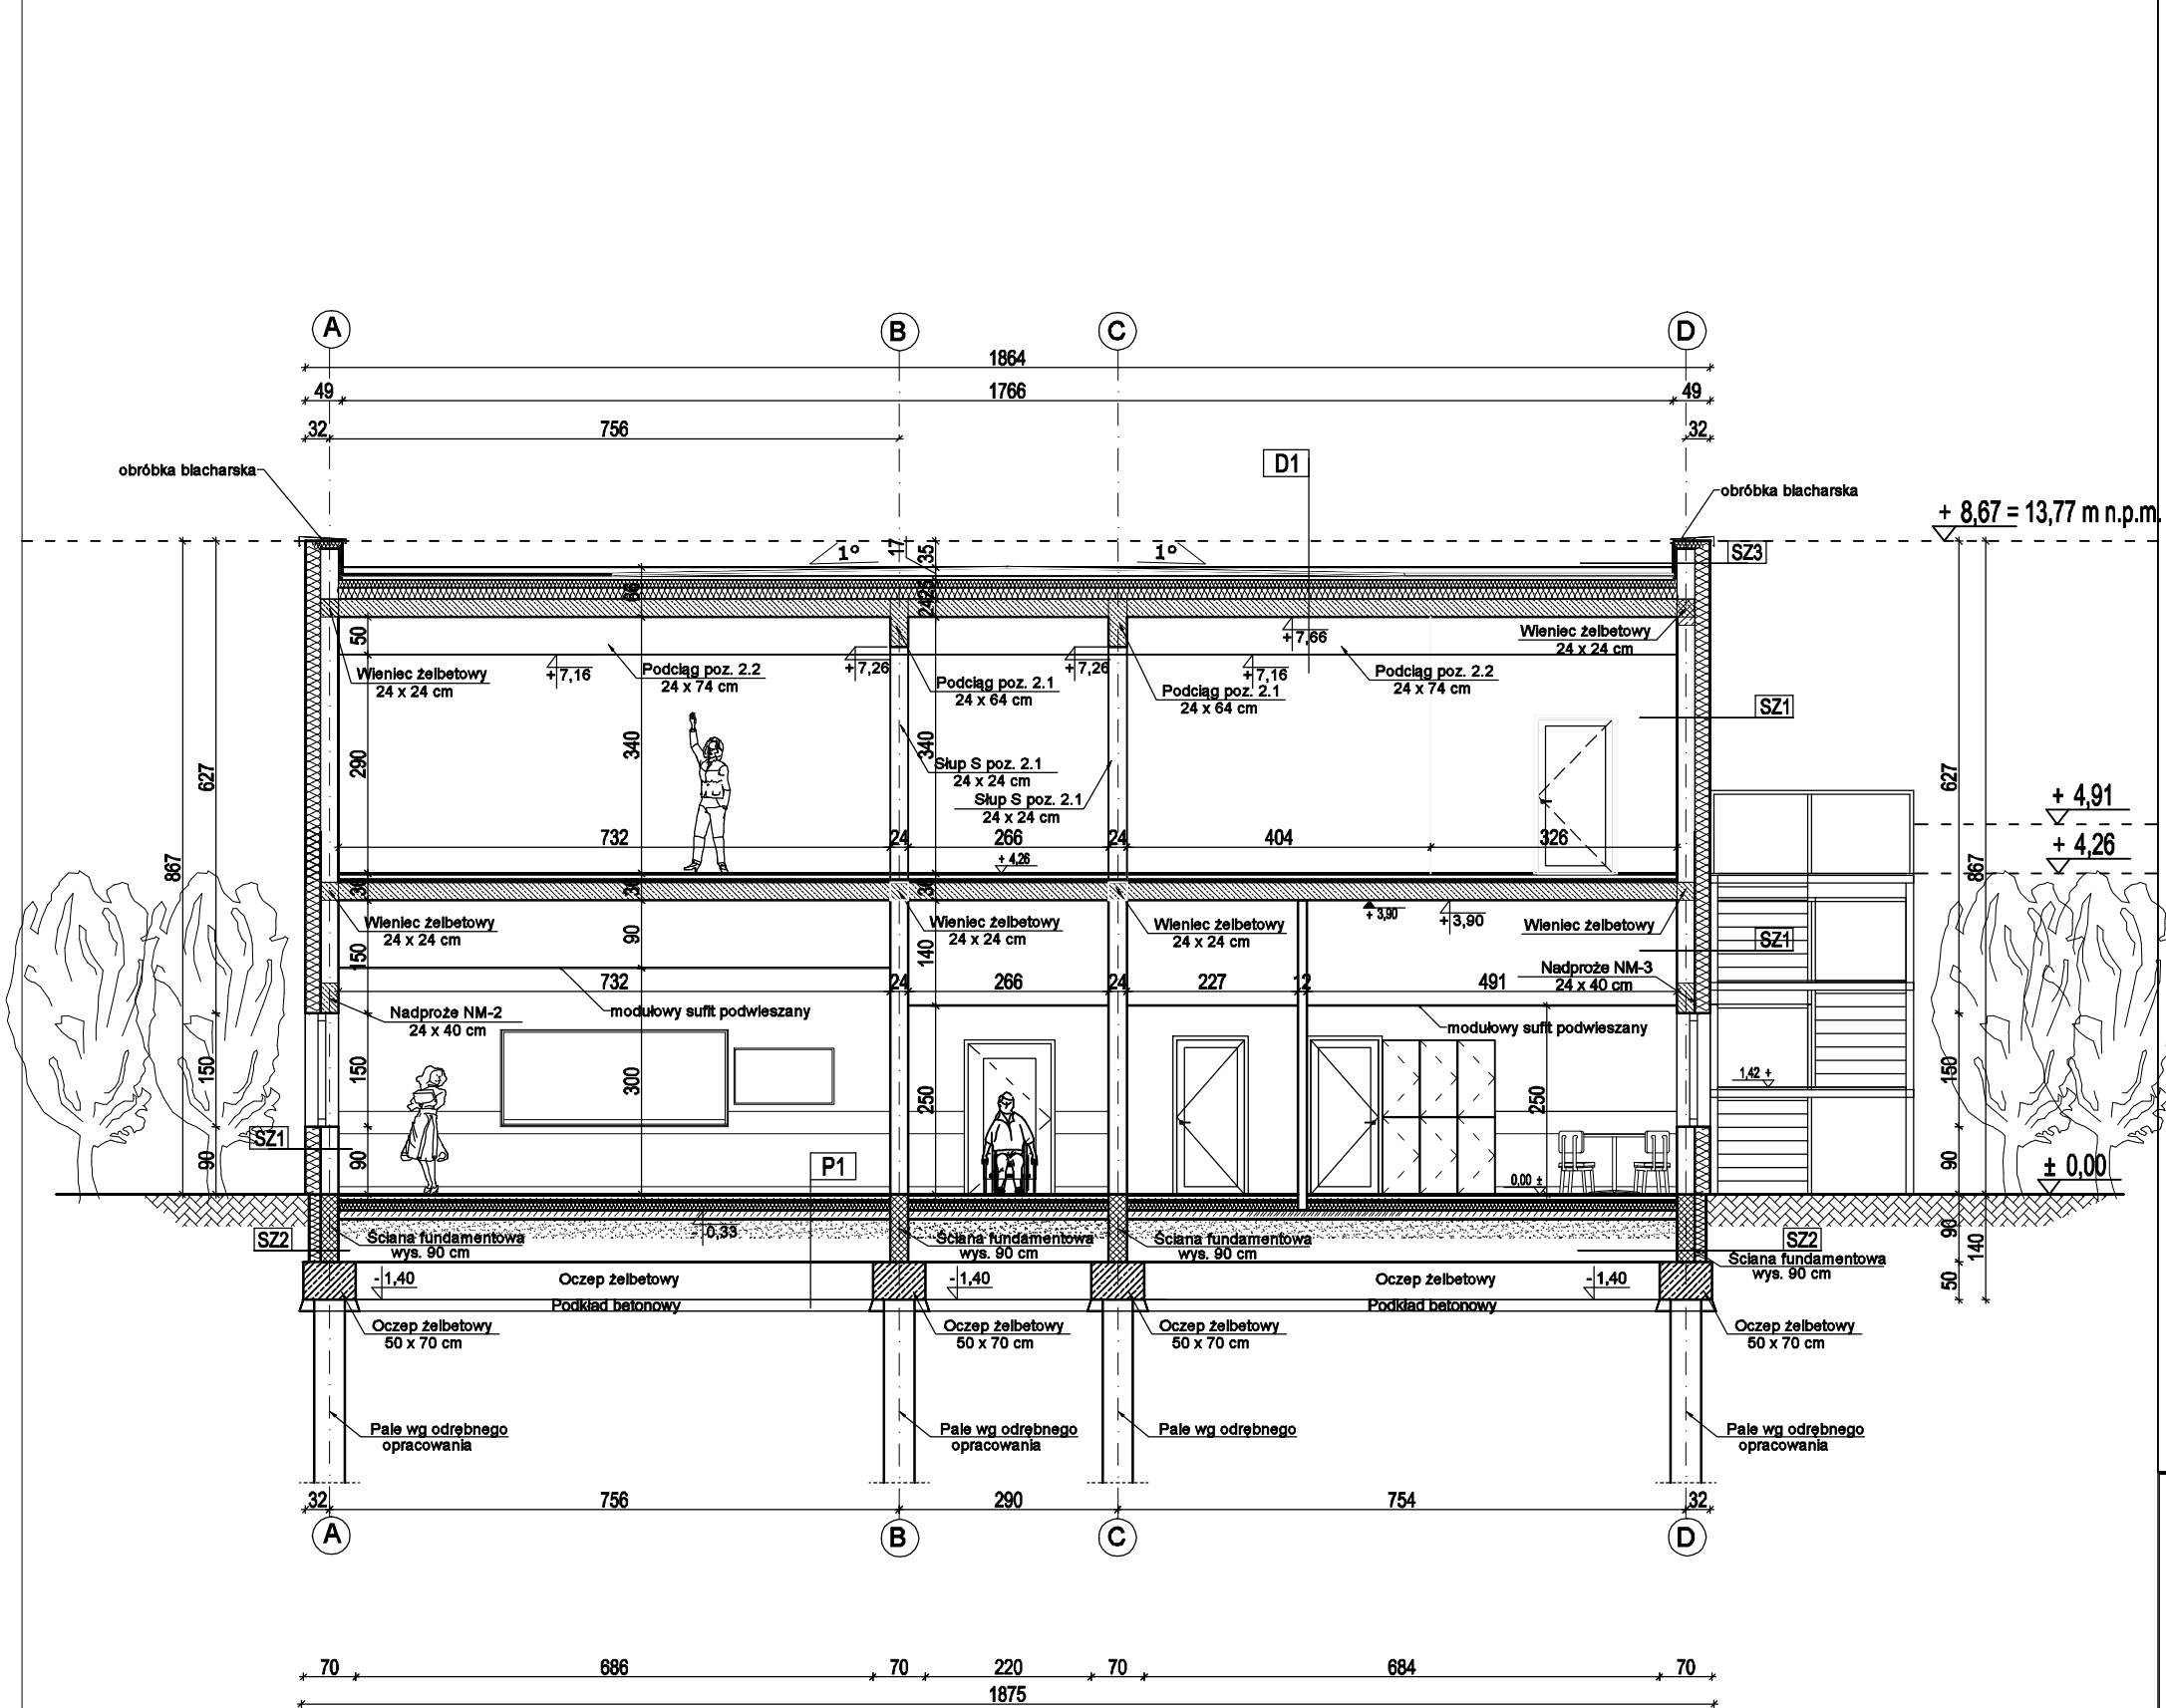 A B C D
1864
49 1766 49
32 756 32
D1
obróbka blacharska
obróbka blacharska
+ 8,67 = 13,77 m n.p.m.
1° 17 35 1°
SZ3
66 24 25
50
+7,66
Wieniec żelbetowy
24 x 24 cm
Wieniec żelbetowy
24 x 24 cm
+7,16
Podciąg poz. 2.2
24 x 74 cm
+7,26
Podciąg poz. 2.1
24 x 64 cm
+7,26
Podciąg poz. 2.1
24 x 64 cm
+7,16
Podciąg poz. 2.2
24 x 74 cm
SZ1
867 627 290 340 340
Słup S poz. 2.1
24 x 24 cm
Słup S poz. 2.1
24 x 24 cm
627 867
+ 4,91
732 24 266 24 404 326
+ 4,26
+ 4,26
36 36 36
Wieniec żelbetowy
24 x 24 cm
Wieniec żelbetowy
24 x 24 cm
Wieniec żelbetowy
24 x 24 cm
+ 3,90
+3,90
Wieniec żelbetowy
SZ1
150 90 140
732 24 266 24 227 12 491
Nadproże NM-3
24 x 40 cm
Nadproże NM-2
24 x 40 cm
modułowy sufit podwieszany
modułowy sufit podwieszany
150 150 300 250 250 150
1,42 +
SZ1
90 90
P1
90
± 0,00
0,00 ±
SZ2
Ściana fundamentowa
wys. 90 cm
- 0,33
Ściana fundamentowa
wys. 90 cm
Ściana fundamentowa
wys. 90 cm
SZ2
Ściana fundamentowa
wys. 90 cm
90 140
50
-1,40
Oczep żelbetowy
-1,40
Oczep żelbetowy
-1,40
Podkład betonowy
Podkład betonowy
Oczep żelbetowy
50 x 70 cm
Oczep żelbetowy
50 x 70 cm
Oczep żelbetowy
50 x 70 cm
Oczep żelbetowy
50 x 70 cm
Pale wg odrębnego
opracowania
Pale wg odrębnego
opracowania
Pale wg odrębnego
Pale wg odrębnego
opracowania
32 756 290 754 32
A B C D
70 686 70 220 70 684 70
1875